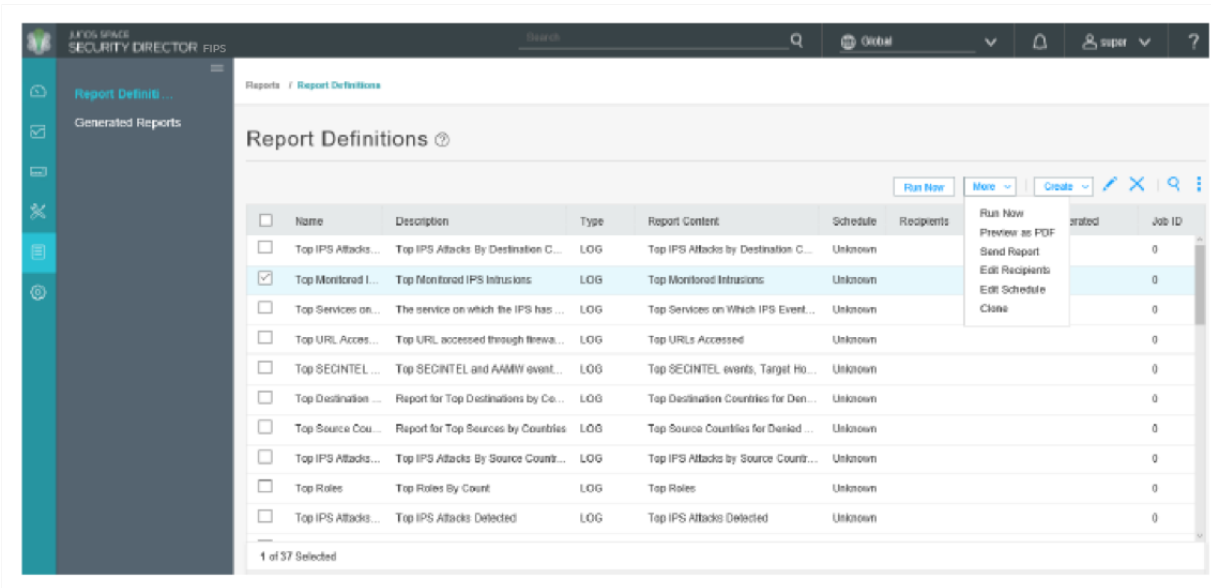 JUNOS SPACE
SECURITY DIRECTOR FIPS
Search
Global
super
?
Report Definiti ...
Generated Reports
Reports / Report Definitions
Report Definitions ?
Run Now More Create
Run Now
Preview as PDF
Send Report
Edit Recipients
Edit Schedule
Clone
Name Description Type Report Content Schedule Recipients erated Job ID
Top IPS Attacks... Top IPS Attacks By Destination C... LOG Top IPS Attacks by Destination C... Unknown 0
Top Monitored I... Top Monitored IPS Intrusions LOG Top Monitored Intrusions Unknown 0
Top Services on... The service on which the IPS has ... LOG Top Services on Which IPS Event... Unknown 0
Top URL Acces... Top URL accessed through firewa... LOG Top URLs Accessed Unknown 0
Top SECINTEL ... Top SECINTEL and AAMW event... LOG Top SECINTEL events, Target Ho... Unknown 0
Top Destination ... Report for Top Destinations by Co... LOG Top Destination Countries for Den... Unknown 0
Top Source Cou... Report for Top Sources by Countries LOG Top Source Countries for Denied ... Unknown 0
Top IPS Attacks... Top IPS Attacks By Source Countr... LOG Top IPS Attacks by Source Countr... Unknown 0
Top Roles Top Roles By Count LOG Top Roles Unknown 0
Top IPS Attacks... Top IPS Attacks Detected LOG Top IPS Attacks Detected Unknown 0
1 of 37 Selected